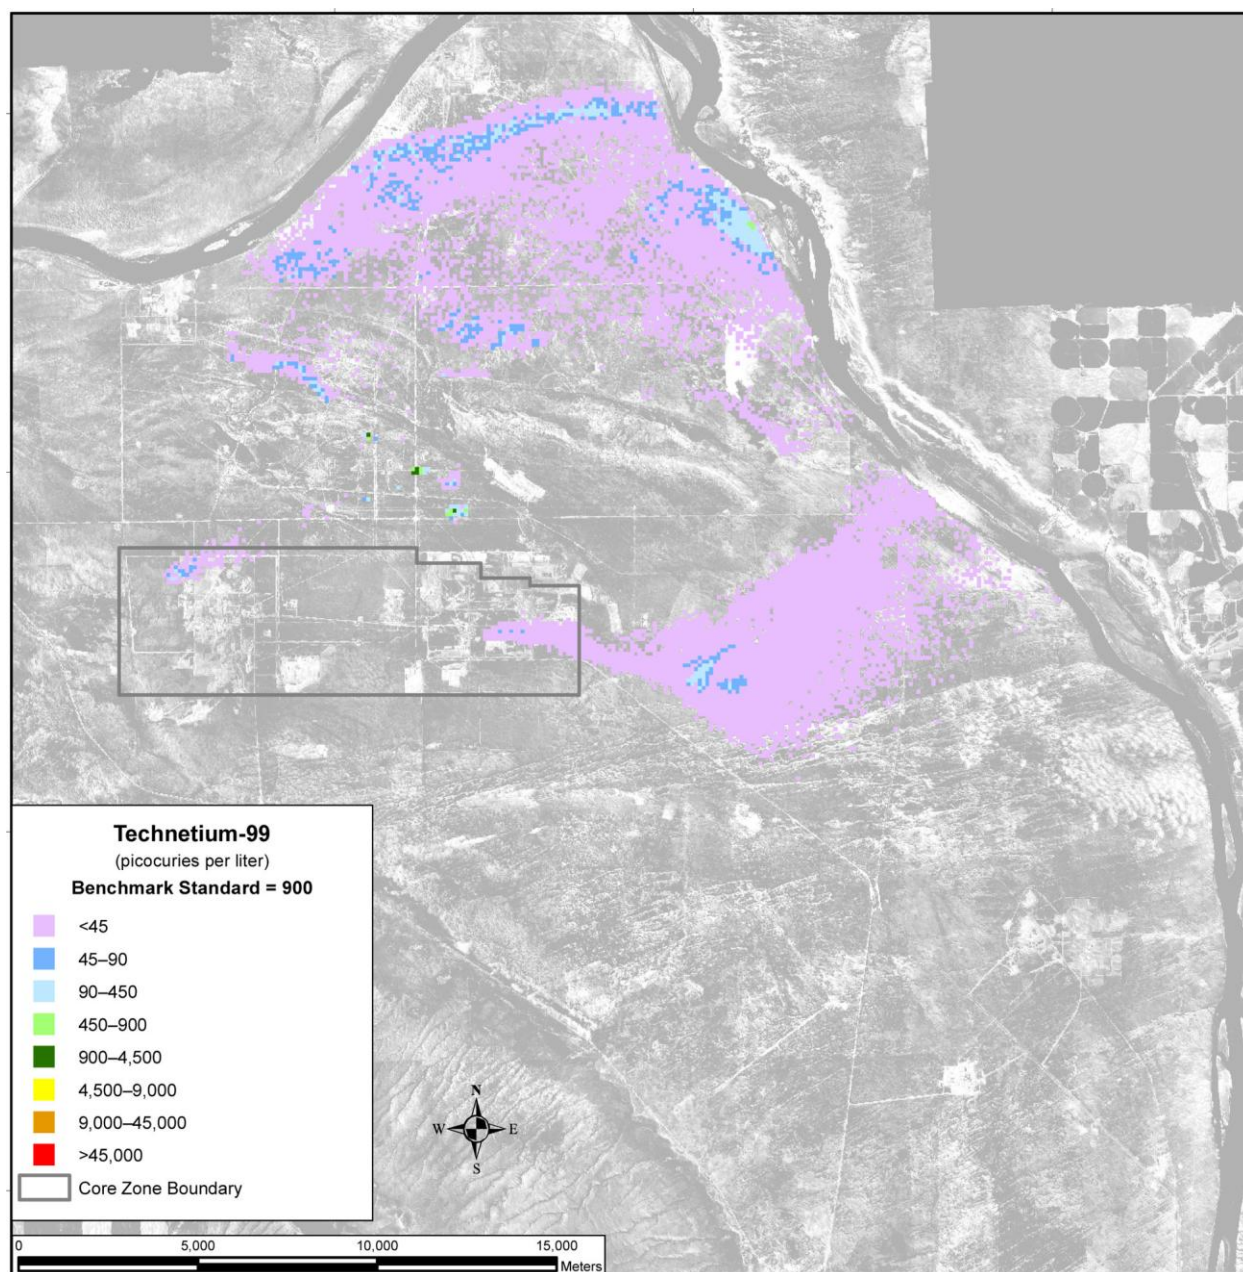 Technetium-99
(picocuries per liter)
Benchmark Standard = 900
<45
45–90
90–450
450–900
900–4,500
4,500–9,000
9,000–45,000
>45,000
Core Zone Boundary
N
W E
S
0 5,000 10,000 15,000
Meters